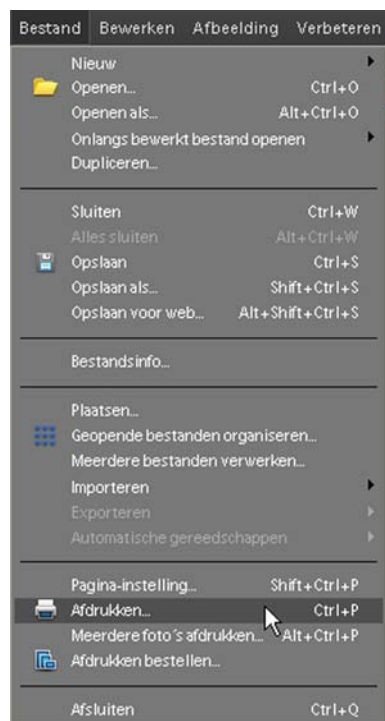 Bestand Bewerken Afbeelding Verbeteren
Nieuw
Openen... Ctrl+O
Openen als... Alt+Ctrl+O
Onlangs bewerkt bestand openen
Dupliceren...
Sluiten Ctrl+W
Alles sluiten Alt+Ctrl+W
Opslaan Ctrl+S
Opslaan als... Shift+Ctrl+S
Opslaan voor web... Alt+Shift+Ctrl+S
Bestandsinfo...
Plaatsen...
Geopende bestanden organiseren...
Meerdere bestanden verwerken...
Importeren
Exporteren
Automatische gereedschappen
Pagina-instelling... Shift+Ctrl+P
Afdrukken... Ctrl+P
Meerdere foto's afdrukken... Alt+Ctrl+P
Afdrukken bestellen...
Afsluiten Ctrl+Q